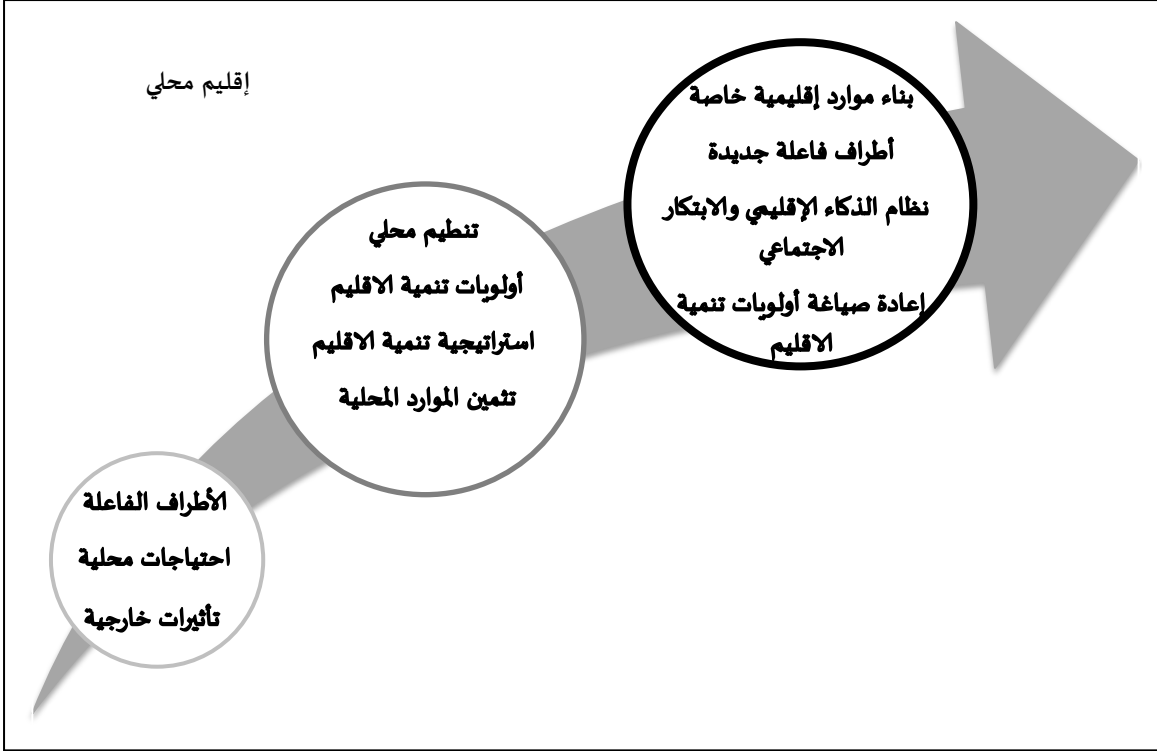 إقليم محلي
بناء موارد إقليمية خاصة
أطراف فاعلة جديدة
نظام الذكاء الإقليمي والابتكار
الاجتماعي
إعادة صياغة أولويات تنمية
الاقليم
تنطيم محلي
أولويات تنمية الاقليم
استراتيجية تنمية الاقليم
تثمين الموارد المحلية
الأطراف الفاعلة
احتياجات محلية
تأثيرات خارجية